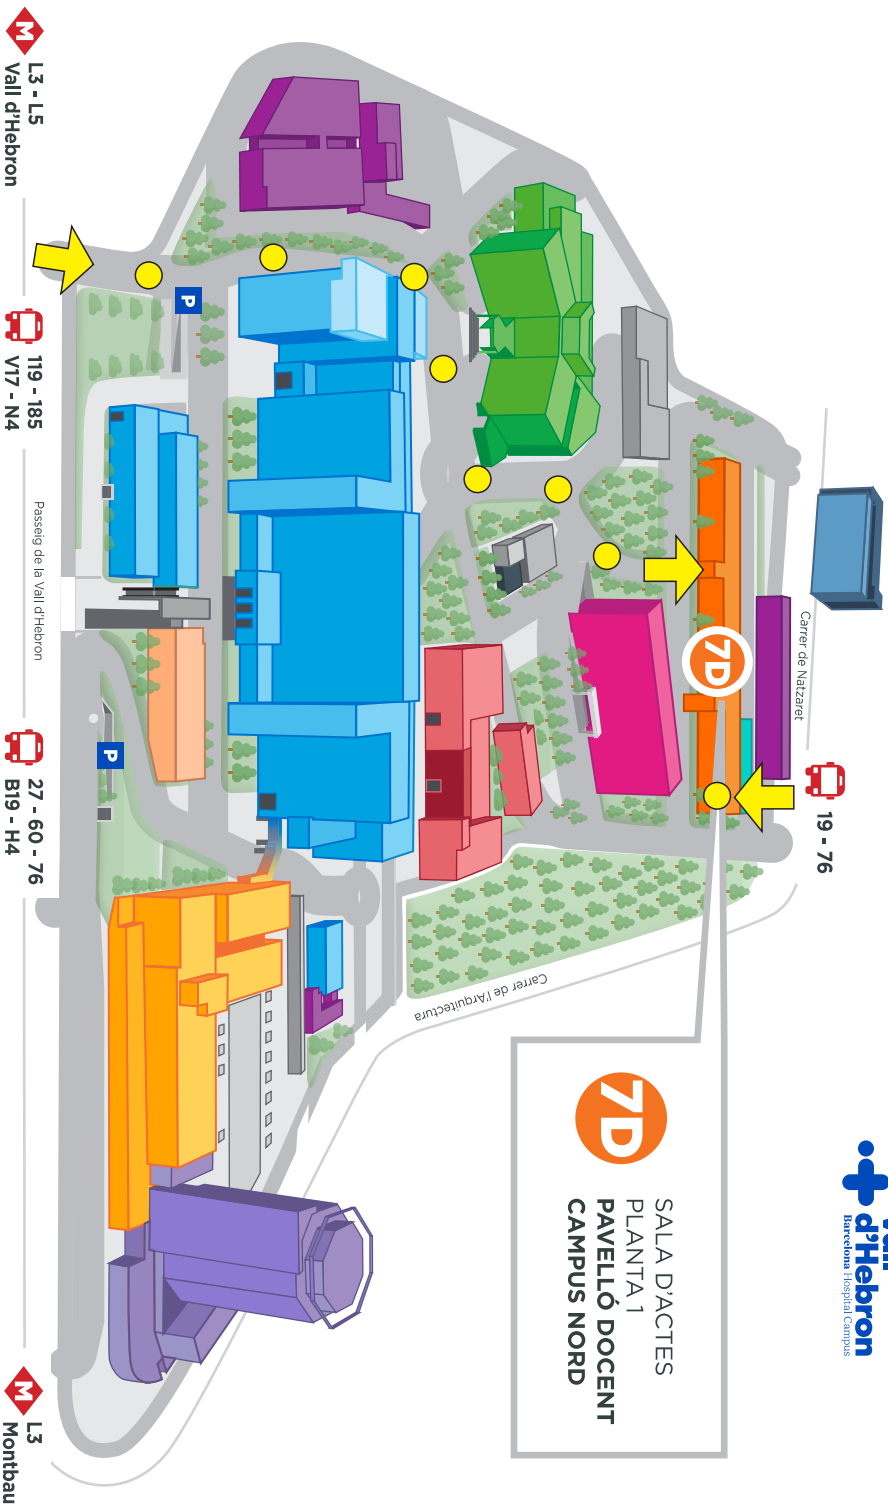 Vall
d'Hebron
Barcelona Hospital Campus
19 - 76
Carrer de Natzaret
7D
7D
SALA D'ACTES
PLANTA 1
PAVELLÓ DOCENT
CAMPUS NORD
Carrer de l'Arquitectura
P
P
Passeig de la Vall d'Hebron
M
L3 - L5
Vall d'Hebron
119 - 185
V17 - N4
27 - 60 - 76
B19 - H4
M
L3
Montbau